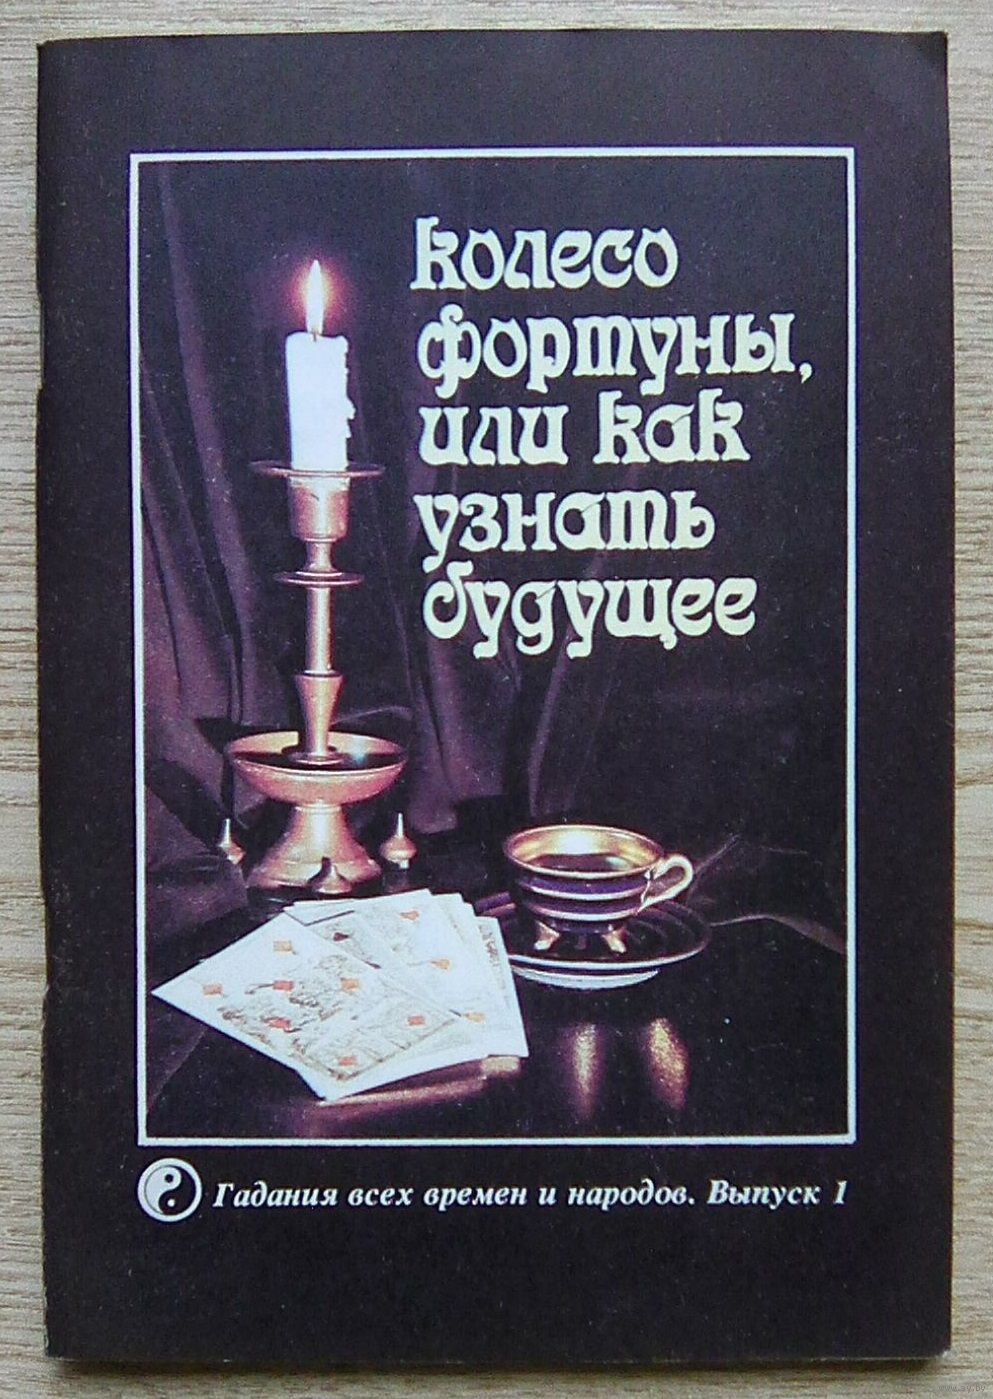 Колесо
фортуны,
или как
узнать
будущее
Гадания всех времен и народов. Выпуск 1